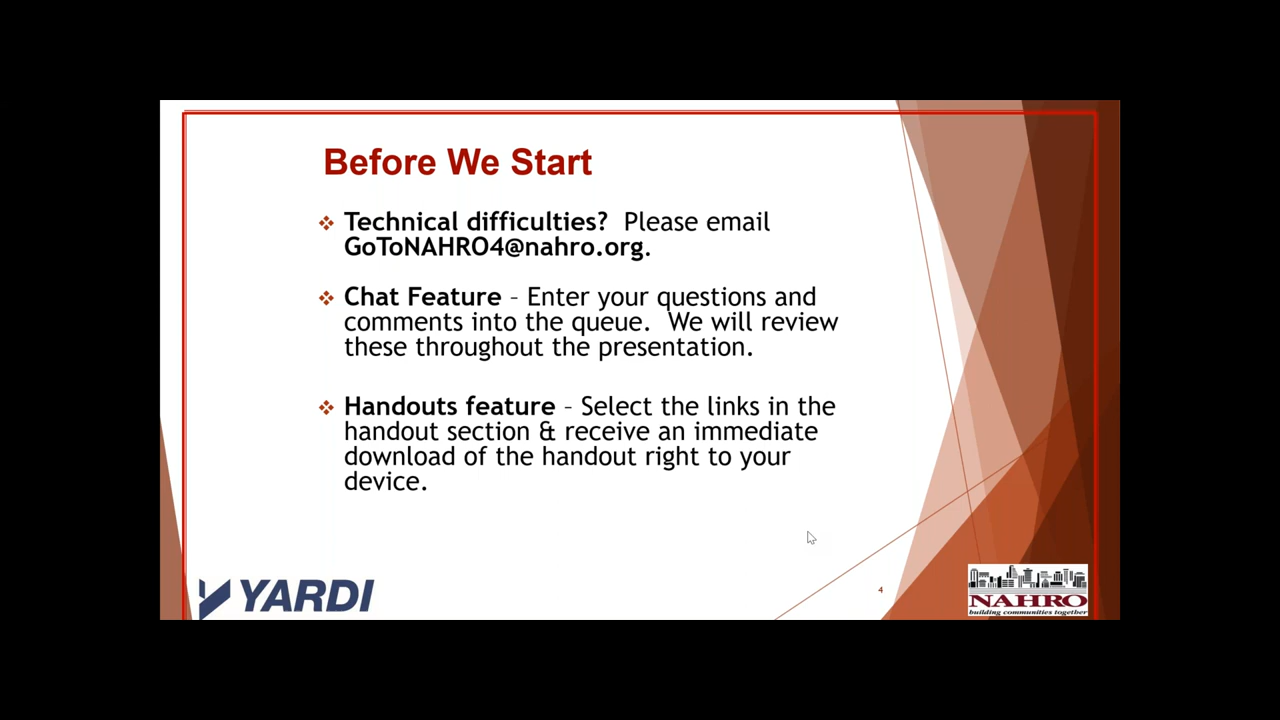 Before We Start
❖ Technical difficulties?  Please email
GoToNAHRO4@nahro.org.
❖ Chat Feature – Enter your questions and
comments into the queue.  We will review
these throughout the presentation.
❖ Handouts feature – Select the links in the
handout section & receive an immediate
download of the handout right to your
device.
YARDI
4
NAHRO
building communities together